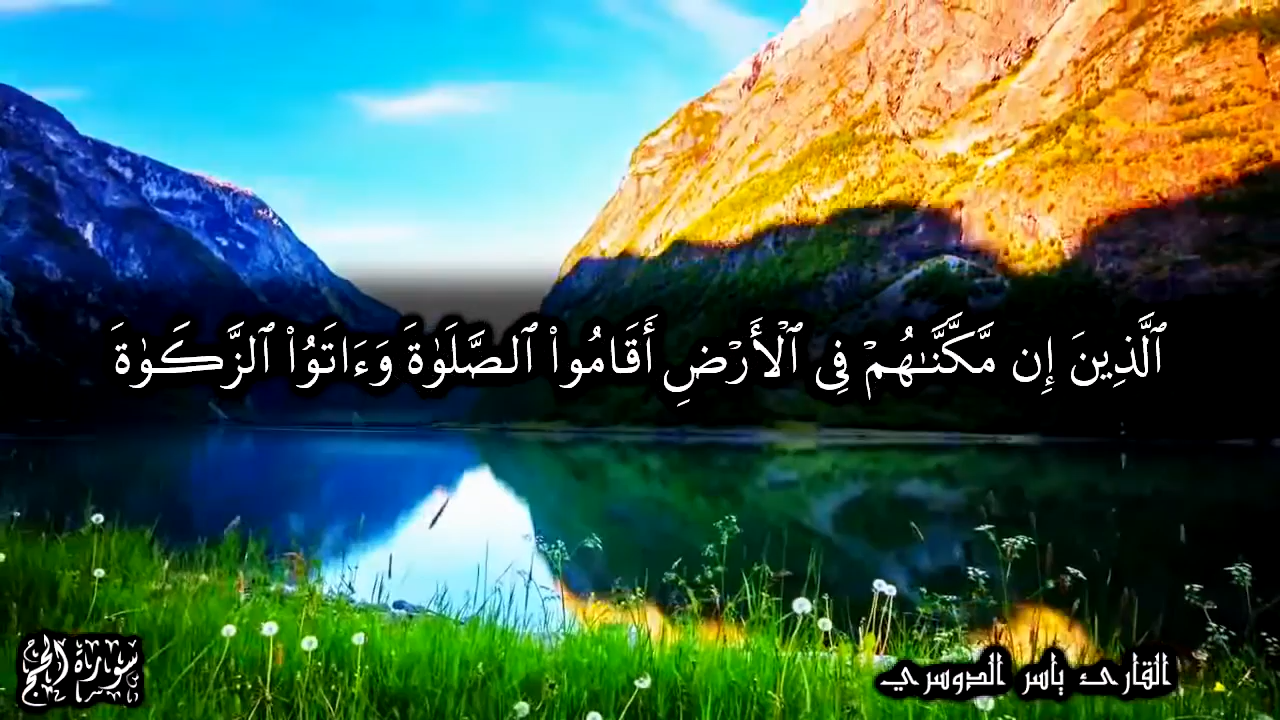 ٱلَّذِينَ إِن مَّكَّنَّـٰهُمۡ فِى ٱلۡأَرۡضِ أَقَامُوا۟ ٱلصَّلَوٰةَ وَءَاتَوُا۟ ٱلزَّكَوٰةَ
سورة الحج
القارئ ياسر الدوسري